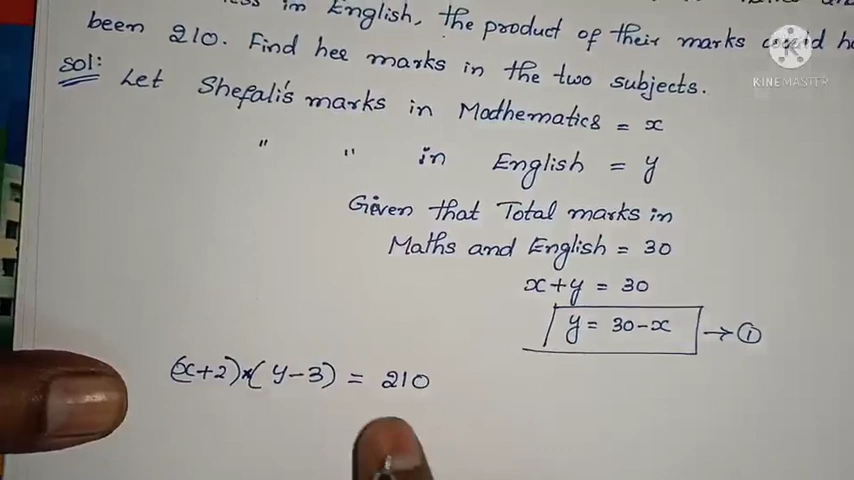 in English, the product of their marks would
been 210. Find her marks in the two subjects.
KINEMASTER
Sol: Let Shefali's marks in Mathematics = x
" " in English = y
Given that Total marks in
Maths and English = 30
x+y = 30
y = 30-x → ①
(x+2)×(y-3) = 210